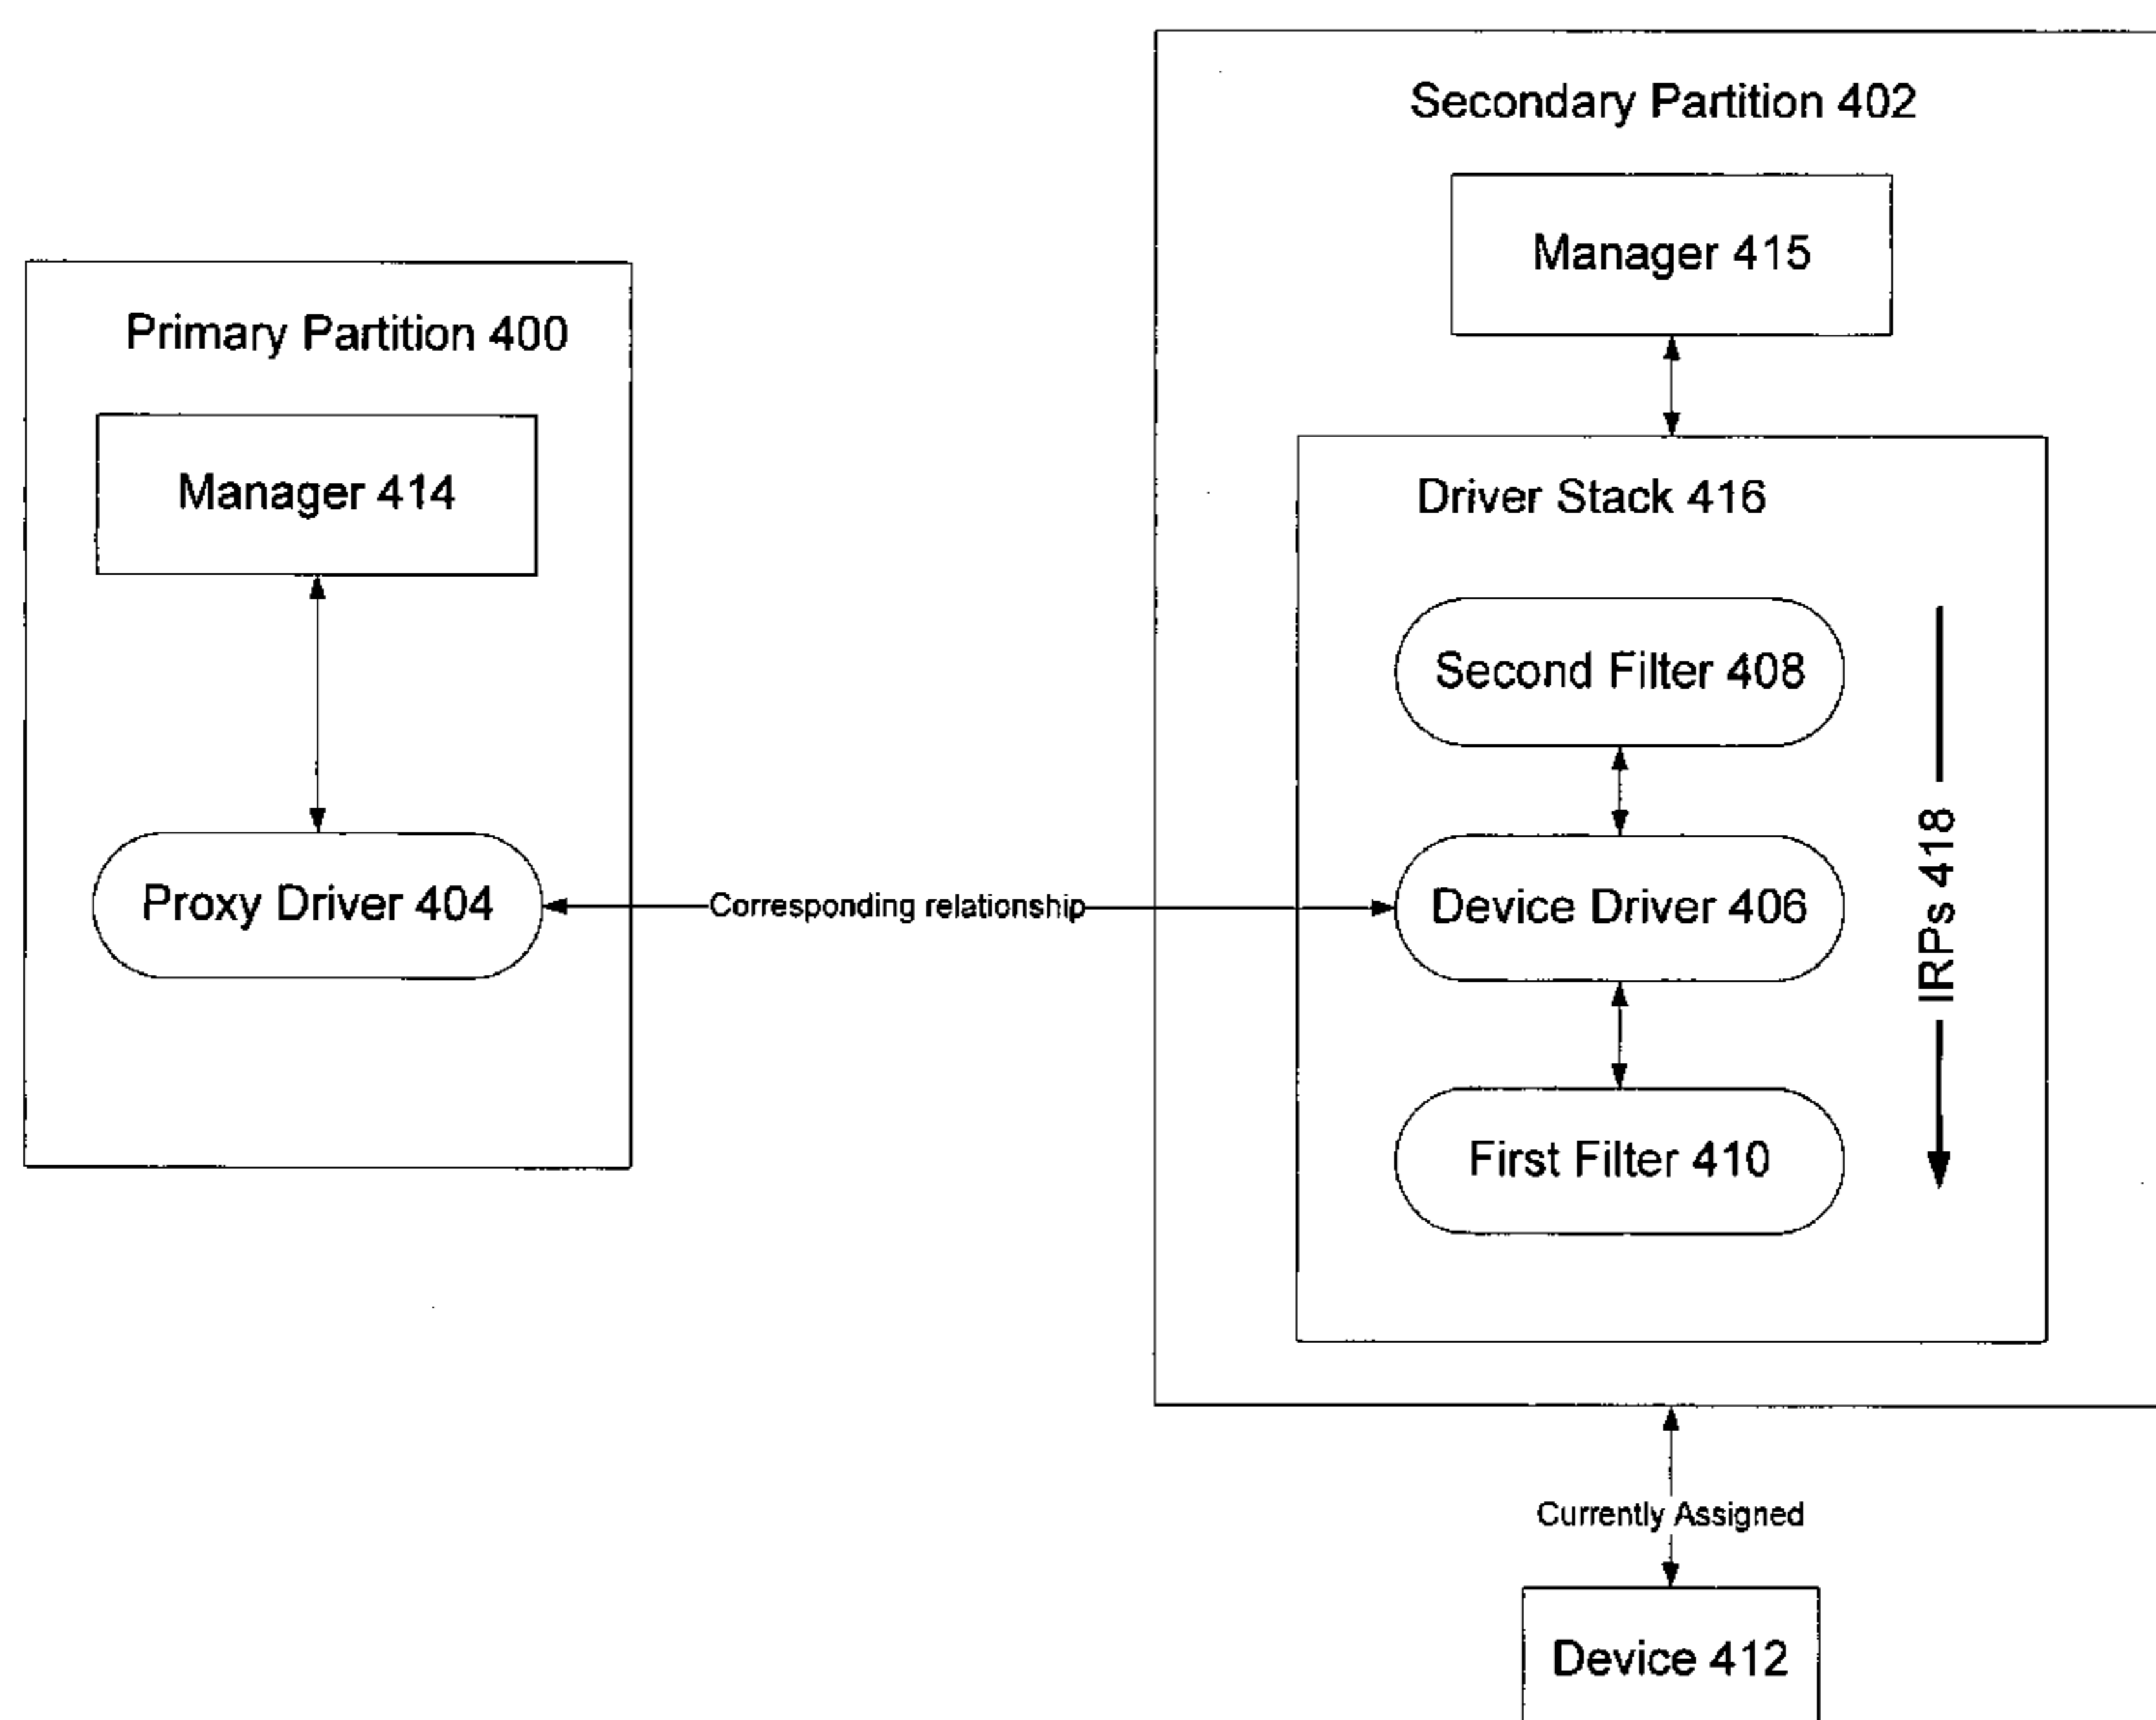 Primary Partition 400
Manager 414
Proxy Driver 404
Corresponding relationship
Secondary Partition 402
Manager 415
Driver Stack 416
Second Filter 408
Device Driver 406
First Filter 410
IRPs 418
Currently Assigned
Device 412